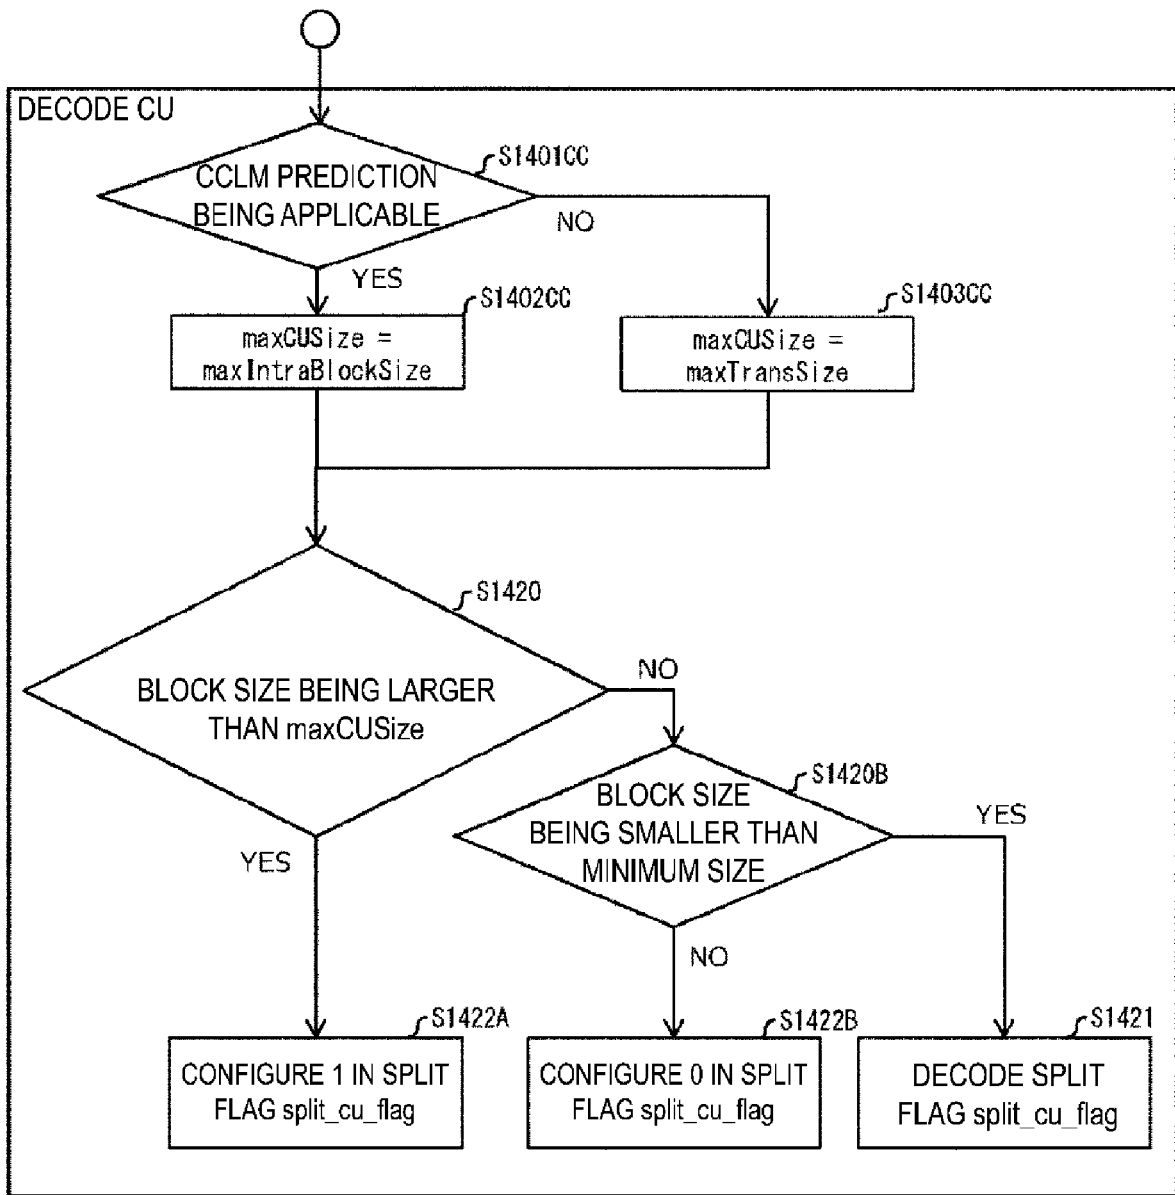 DECODE CU
S1401CC
CCLM PREDICTION
BEING APPLICABLE
NO
YES
S1402CC
S1403CC
maxCUSize =
maxIntraBlockSize
maxCUSize =
maxTransSize
S1420
NO
BLOCK SIZE BEING LARGER
THAN maxCUSize
S1420B
BLOCK SIZE
BEING SMALLER THAN
MINIMUM SIZE
YES
YES
NO
S1422A
S1422B
S1421
CONFIGURE 1 IN SPLIT
FLAG split_cu_flag
CONFIGURE 0 IN SPLIT
FLAG split_cu_flag
DECODE SPLIT
FLAG split_cu_flag